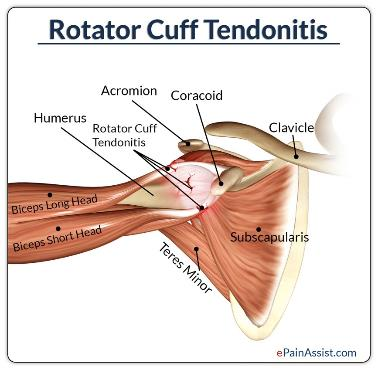 Rotator Cuff Tendonitis
Acromion
Coracoid
Humerus
Rotator Cuff
Tendonitis
Clavicle
Biceps Long Head
Biceps Short Head
Subscapularis
Teres Minor
ePainAssist.com